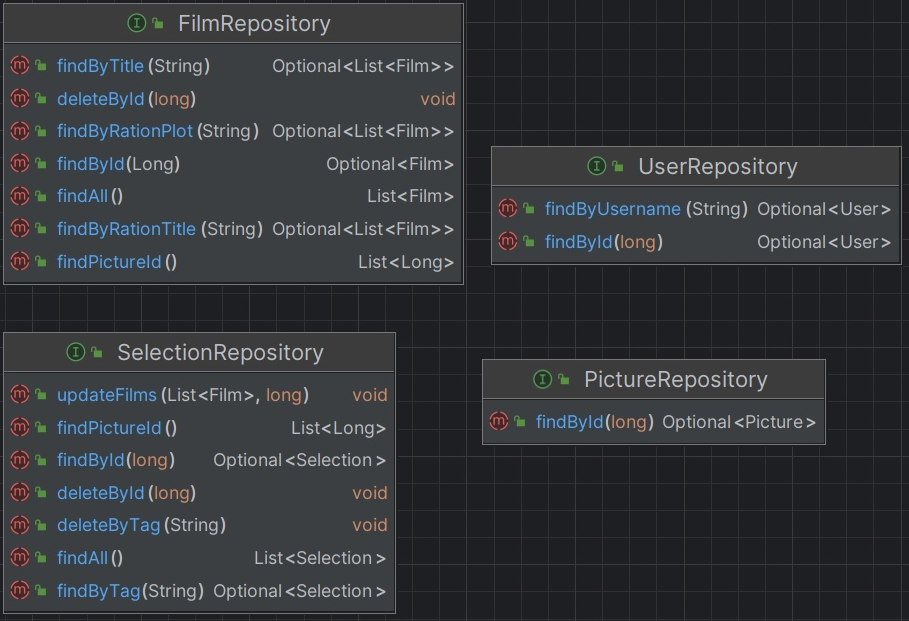 FilmRepository
findByTitle(String) Optional<List<Film>>
deleteById(long) void
findByRationPlot(String) Optional<List<Film>>
findById(Long) Optional<Film>
findAll() List<Film>
findByRationTitle(String) Optional<List<Film>>
findPictureId() List<Long>
UserRepository
findByUsername(String) Optional<User>
findById(long) Optional<User>
SelectionRepository
updateFilms(List<Film>, long) void
findPictureId() List<Long>
findById(long) Optional<Selection>
deleteById(long) void
deleteByTag(String) void
findAll() List<Selection>
findByTag(String) Optional<Selection>
PictureRepository
findById(long) Optional<Picture>